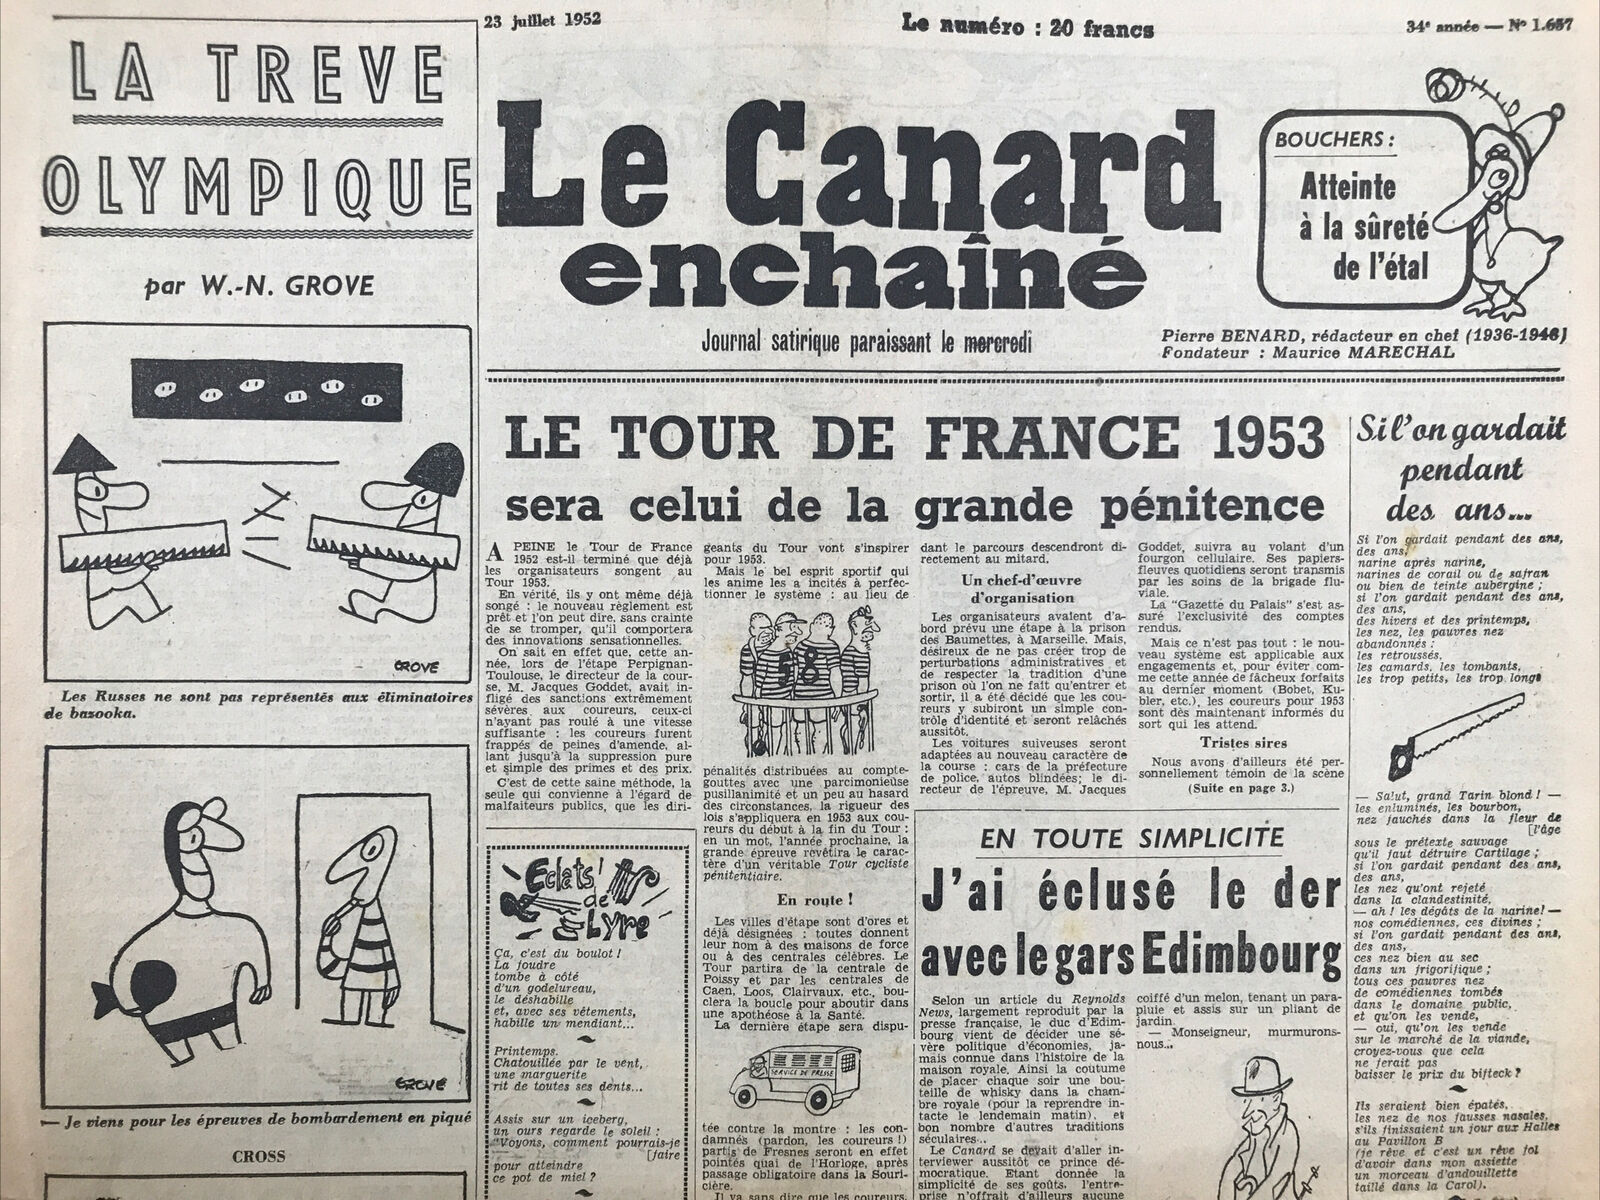 LA TREVE
OLYMPIQUE
par W.-N. GROVE
GROVE
Les Russes ne sont pas représentés aux éliminatoires
de bazooka.
GROVE
— Je viens pour les épreuves de bombardement en piqué
CROSS
23 juillet 1952
Le numéro : 20 francs
34e année — N° 1.657
Le Canard
enchaîné
Journal satirique paraissant le mercredi
BOUCHERS :
Atteinte
à la sûreté
de l'étal
Pierre BENARD, rédacteur en chef (1936-1946)
Fondateur : Maurice MARECHAL
LE TOUR DE FRANCE 1953
sera celui de la grande pénitence
A PEINE le Tour de France
1952 est-il terminé que déjà
les organisateurs songent au
Tour 1953.
En vérité, ils y ont même déjà
songé : le nouveau règlement est
prêt et l'on peut dire, sans crainte
de se tromper, qu'il comportera
des innovations sensationnelles.
On sait en effet que, cette an-
née, lors de l'étape Perpignan-
Toulouse, le directeur de la cour-
se, M. Jacques Goddet, avait in-
fligé des sanctions extrêmement
sévères aux coureurs, ceux-ci
n'ayant pas roulé à une vitesse
suffisante : les coureurs furent
frappés de peines d'amende, al-
lant jusqu'à la suppression pure
et simple des primes et des prix.
C'est de cette saine méthode, la
seule qui convienne à l'égard de
malfaiteurs publics, que les diri-
geants du Tour vont s'inspirer
pour 1953.
Mais le bel esprit sportif qui
les anime les a incités à perfec-
tionner le système : au lieu de
58
pénalités distribuées au compte-
gouttes avec une parcimonieuse
pusillanimité et un peu au hasard
des circonstances, la rigueur des
lois s'appliquera en 1953 aux cou-
reurs du début à la fin du Tour :
en un mot, l'année prochaine, la
grande épreuve revêtira le carac-
tère d'un véritable Tour cycliste
pénitentiaire.
En route !
Les villes d'étape sont d'ores et
déjà désignées : toutes donnent
leur nom à des maisons de force
ou à des centrales célèbres. Le
Tour partira de la centrale de
Poissy et par les centrales de
Caen, Loos, Clairvaux, etc., bou-
clera la boucle pour aboutir dans
une apothéose à la Santé.
La dernière étape sera dispu-
SERVICE DE PRESSE
tée contre la montre : les con-
damnés (pardon, les coureurs !)
partis de Fresnes seront en effet
pointés quai de l'Horloge, après
passage obligatoire dans la Souri-
cière.
Il va sans dire que les coureurs,
dant le parcours descendront di-
rectement au mitard.
Un chef-d'œuvre
d'organisation
Les organisateurs avaient d'a-
bord prévu une étape à la prison
des Baumettes, à Marseille. Mais,
désireux de ne pas créer trop de
perturbations administratives et
de respecter la tradition d'une
prison où l'on ne fait qu'entrer et
sortir, il a été décidé que les cou-
reurs y subiront un simple con-
trôle d'identité et seront relâchés
aussitôt.
Les voitures suiveuses seront
adaptées au nouveau caractère de
la course : cars de la préfecture
de police, autos blindées; le di-
recteur de l'épreuve, M. Jacques
Goddet, suivra au volant d'un
fourgon cellulaire. Ses papiers-
fleuves quotidiens seront transmis
par les soins de la brigade flu-
viale.
La "Gazette du Palais" s'est as-
suré l'exclusivité des comptes
rendus.
Mais ce n'est pas tout : le nou-
veau système est applicable aux
engagements et, pour éviter com-
me cette année de fâcheux forfaits
au dernier moment (Bobet, Ku-
bler, etc.), les coureurs pour 1953
sont dès maintenant informés du
sort qui les attend.
Tristes sires
Nous avons d'ailleurs été per-
sonnellement témoin de la scène
(Suite en page 3.)
Eclats
de
Lyre
Ça, c'est du boulot !
La foudre
tombe à côté
d'un godelureau,
le déshabille
et, avec ses vêtements,
habille un mendiant...
Printemps.
Chatouillée par le vent,
une marguerite
rit de toutes ses dents...
Assis sur un iceberg,
un ours regarde le soleil :
"Voyons, comment pourrais-je
[faire
pour atteindre
ce pot de miel ?
EN TOUTE SIMPLICITE
J'ai éclusé le der
avec le gars Edimbourg
Selon un article du Reynolds
News, largement reproduit par la
presse française, le duc d'Edim-
bourg vient de décider une sé-
vère politique d'économies, ja-
mais connue dans l'histoire de la
maison royale. Ainsi la coutume
de placer chaque soir une bou-
teille de whisky dans la cham-
bre royale (pour la reprendre in-
tacte le lendemain matin), et
bon nombre d'autres traditions
séculaires...
Le Canard se devait d'aller in-
terviewer aussitôt ce prince dé-
mocratique. Etant donnée la
simplicité de ses goûts, l'entre-
prise n'offrait d'ailleurs aucune
coiffé d'un melon, tenant un para-
pluie et assis sur un pliant de
jardin.
— Monseigneur, murmurons-
nous...
Si l'on gardait
pendant
des ans...
Si l'on gardait pendant des ans,
des ans,
narine après narine,
narines de corail ou de safran
ou bien de teinte aubergine ;
si l'on gardait pendant des ans,
des ans,
des hivers et des printemps,
les nez, les pauvres nez
abandonnés :
les retroussés,
les camards, les tombants,
les trop petits, les trop longs
— Salut, grand Tarin blond ! —
les enluminés, les bourbon,
nez fauchés dans la fleur de
[l'âge
sous le prétexte sauvage
qu'il faut détruire Cartilage ;
si l'on gardait pendant des ans,
des ans,
les nez qu'ont rejeté
dans la clandestinité,
— ah ! les dégâts de la narine! —
nos comédiennes, ces divines ;
si l'on gardait pendant des ans,
des ans,
ces nez bien au sec
dans un frigorifique ;
tous ces pauvres nez
de comédiennes tombés
dans le domaine public,
et qu'on les vende,
— oui, qu'on les vende
sur le marché de la viande,
croyez-vous que cela
ne ferait pas
baisser le prix du bifteck ?
Ils seraient bien épatés,
les nez de nos fausses nasales,
s'ils finissaient un jour aux Halles
au Pavillon B
(je rêve et c'est un rêve fol
d'avoir dans mon assiette
un morceau d'andouillette
taillé dans la Carol).